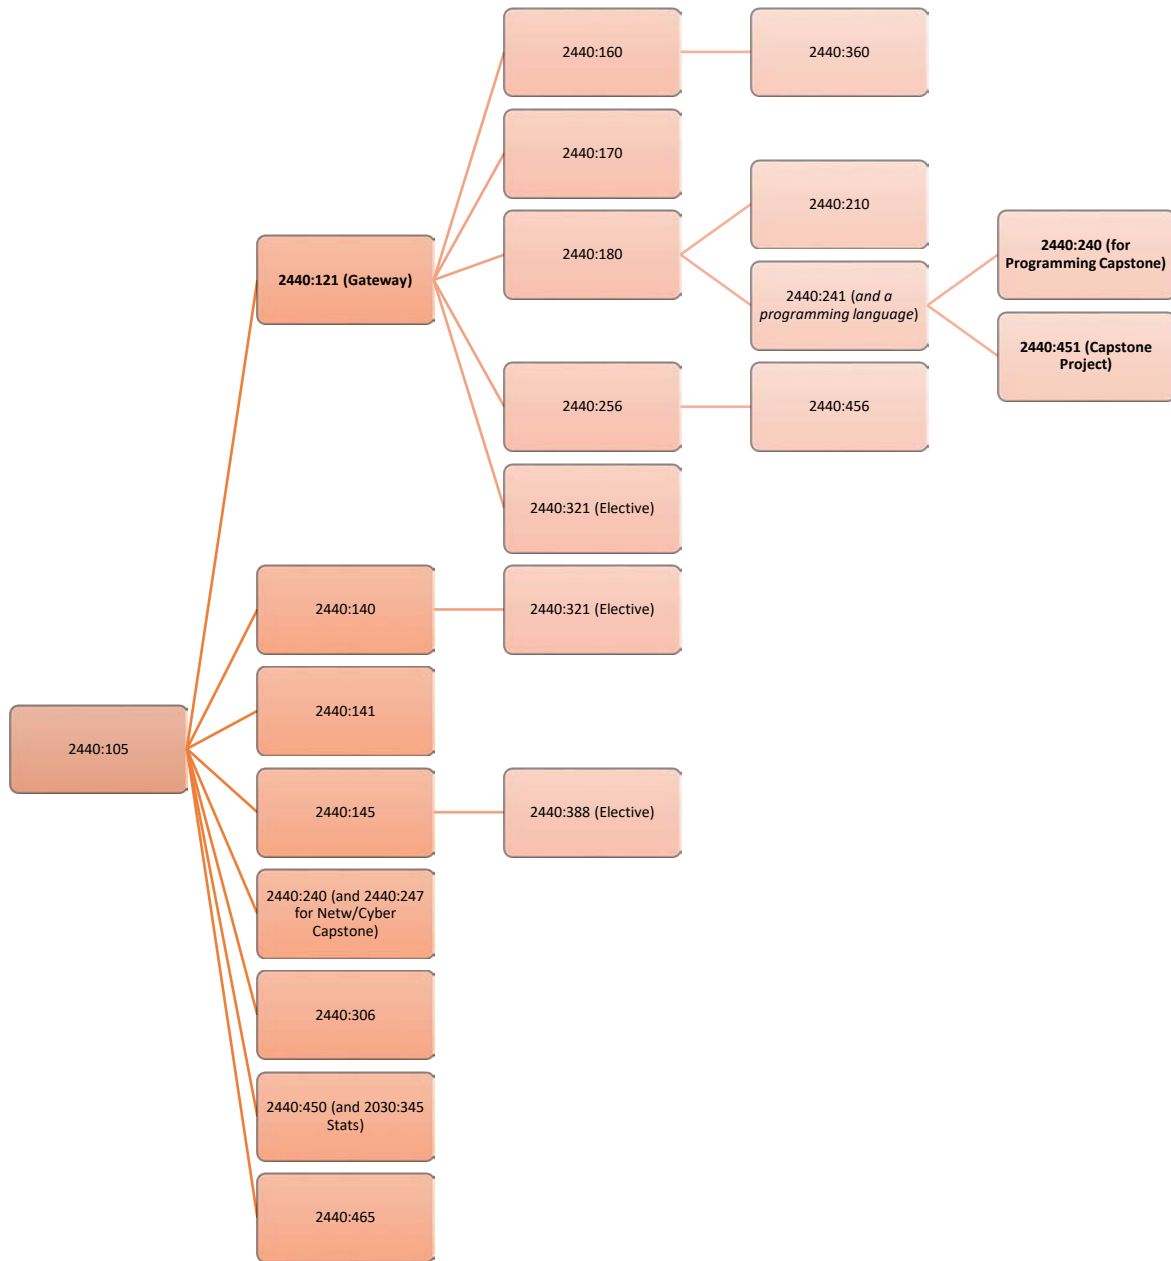 2440:160
2440:360
2440:170
2440:210
2440:180
2440:240 (for
Programming Capstone)
2440:121 (Gateway)
2440:241 (and a
programming language)
2440:451 (Capstone
Project)
2440:256
2440:456
2440:321 (Elective)
2440:140
2440:321 (Elective)
2440:141
2440:105
2440:145
2440:388 (Elective)
2440:240 (and 2440:247
for Netw/Cyber
Capstone)
2440:306
2440:450 (and 2030:345
Stats)
2440:465